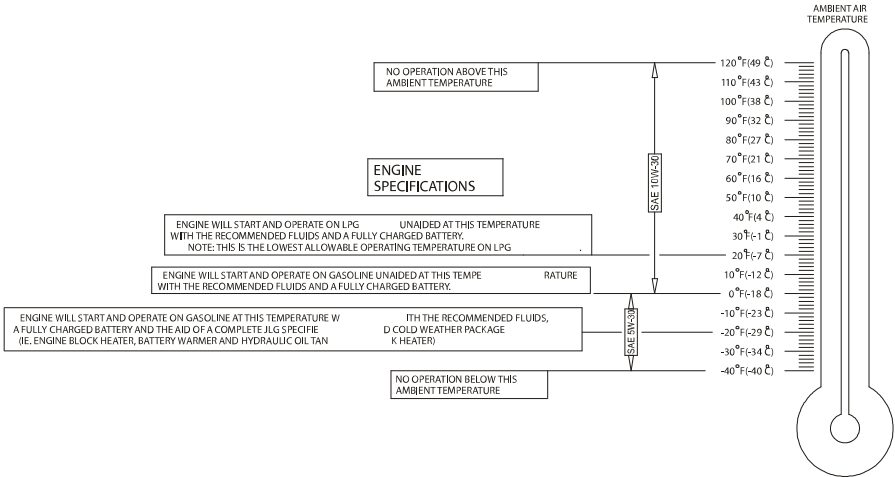 AMBIENT AIR
TEMPERATURE
NO OPERATION ABOVE THIS
AMBIENT TEMPERATURE
120°F(49 °C)
110°F(43 °C)
100°F(38 °C)
90°F(32 °C)
80°F(27 °C)
70°F(21 °C)
60°F(16 °C)
50°F(10 °C)
40°F(4 °C)
30°F(-1 °C)
20°F(-7 °C)
10°F(-12 °C)
0°F(-18 °C)
-10°F(-23 °C)
-20°F(-29 °C)
-30°F(-34 °C)
-40°F(-40 °C)
SAE 10W-30
ENGINE
SPECIFICATIONS
ENGINE WILL START AND OPERATE ON LPG UNAIDED AT THIS TEMPERATURE
WITH THE RECOMMENDED FLUIDS AND A FULLY CHARGED BATTERY.
NOTE: THIS IS THE LOWEST ALLOWABLE OPERATING TEMPERATURE ON LPG .
ENGINE WILL START AND OPERATE ON GASOLINE UNAIDED AT THIS TEMPE RATURE
WITH THE RECOMMENDED FLUIDS AND A FULLY CHARGED BATTERY.
ENGINE WILL START AND OPERATE ON GASOLINE AT THIS TEMPERATURE W ITH THE RECOMMENDED FLUIDS,
A FULLY CHARGED BATTERY AND THE AID OF A COMPLETE JLG SPECIFIE D COLD WEATHER PACKAGE
(IE. ENGINE BLOCK HEATER, BATTERY WARMER AND HYDRAULIC OIL TAN K HEATER)
SAE 5W-30
NO OPERATION BELOW THIS
AMBIENT TEMPERATURE